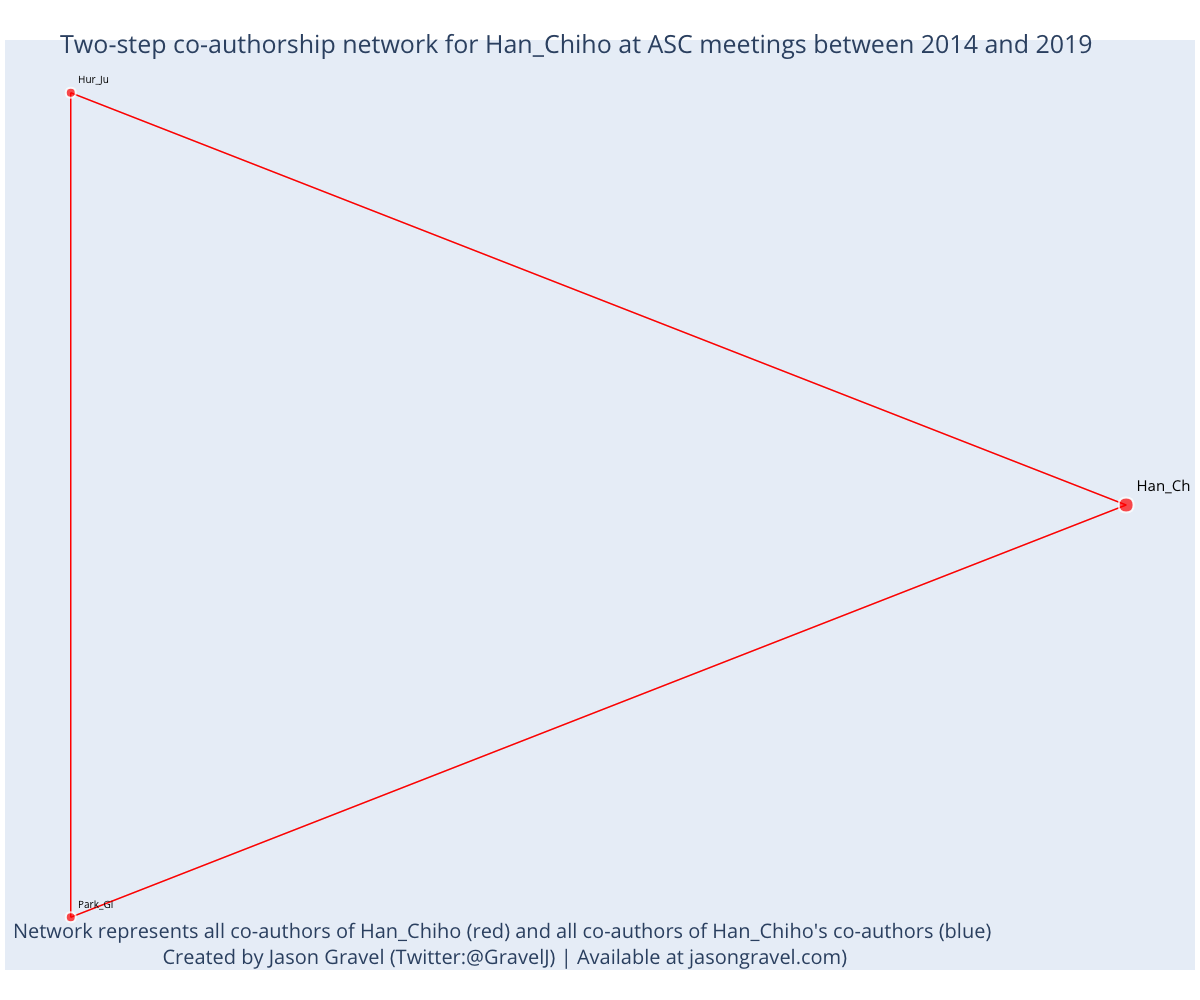 Two-step co-authorship network for Han_Chiho at ASC meetings between 2014 and 2019
Hur_Ju
Han_Ch
Park_Gi
Network represents all co-authors of Han_Chiho (red) and all co-authors of Han_Chiho's co-authors (blue)
Created by Jason Gravel (Twitter:@GravelJ) | Available at jasongravel.com)